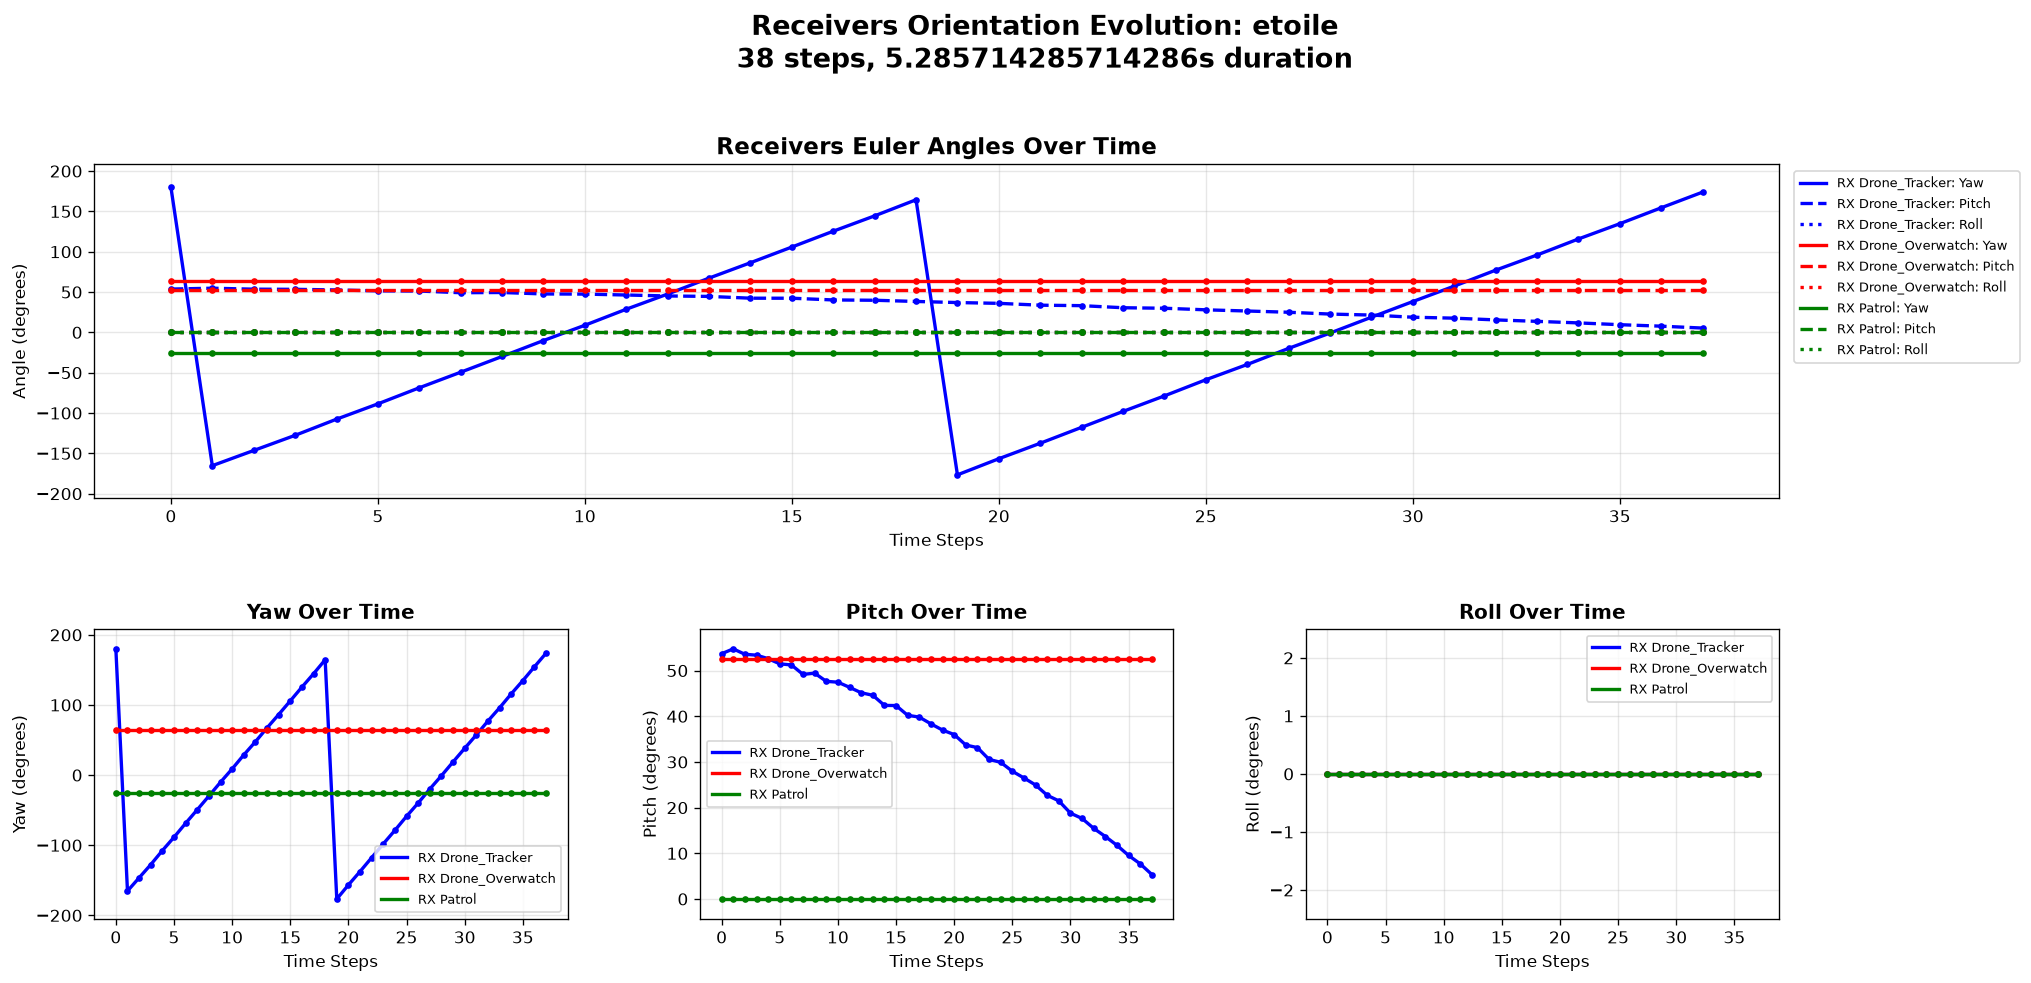 Receivers Orientation Evolution: etoile
38 steps, 5.285714285714286s duration
Receivers Euler Angles Over Time
Angle (degrees)
200
150
100
50
0
−50
−100
−150
−200
0 5 10 15 20 25 30 35
Time Steps
RX Drone_Tracker: Yaw
RX Drone_Tracker: Pitch
RX Drone_Tracker: Roll
RX Drone_Overwatch: Yaw
RX Drone_Overwatch: Pitch
RX Drone_Overwatch: Roll
RX Patrol: Yaw
RX Patrol: Pitch
RX Patrol: Roll
Yaw Over Time
Yaw (degrees)
200
100
0
−100
−200
RX Drone_Tracker
RX Drone_Overwatch
RX Patrol
0 5 10 15 20 25 30 35
Time Steps
Pitch Over Time
Pitch (degrees)
50
40
30
20
10
0
RX Drone_Tracker
RX Drone_Overwatch
RX Patrol
0 5 10 15 20 25 30 35
Time Steps
Roll Over Time
Roll (degrees)
2
1
0
−1
−2
RX Drone_Tracker
RX Drone_Overwatch
RX Patrol
0 5 10 15 20 25 30 35
Time Steps